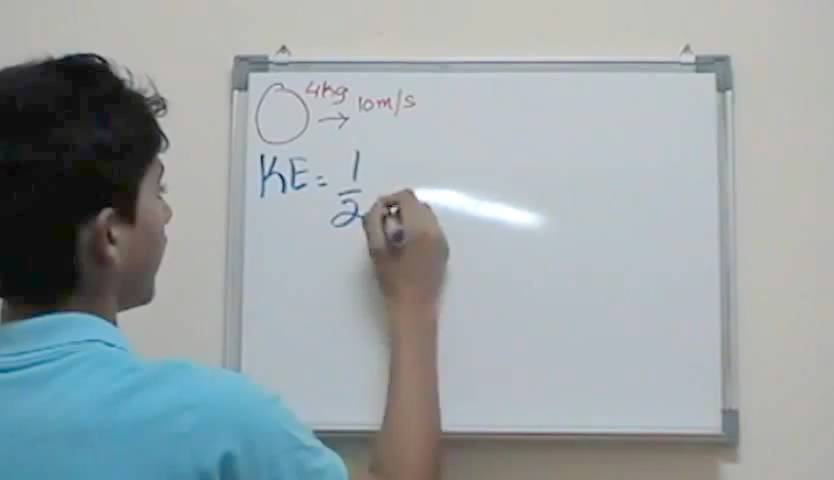 4kg
→ 10m/s
KE = 1/2